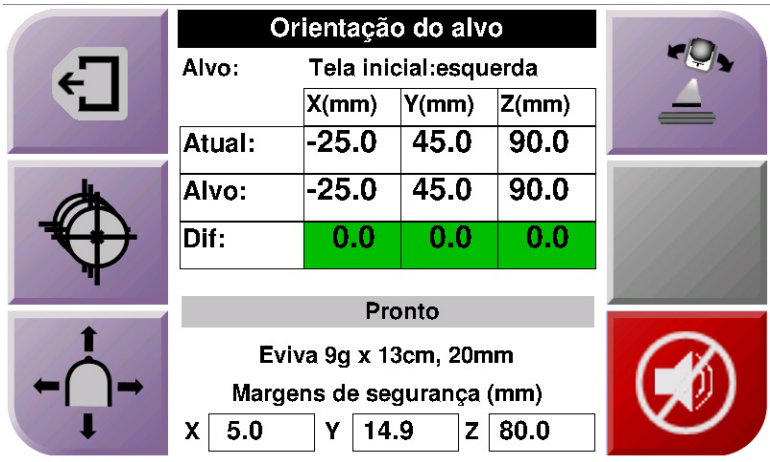 Orientação do alvo
Alvo: Tela inicial:esquerda
X(mm) Y(mm) Z(mm)
Atual: -25.0 45.0 90.0
Alvo: -25.0 45.0 90.0
Dif: 0.0 0.0 0.0
Pronto
Eviva 9g x 13cm, 20mm
Margens de segurança (mm)
X 5.0 Y 14.9 Z 80.0